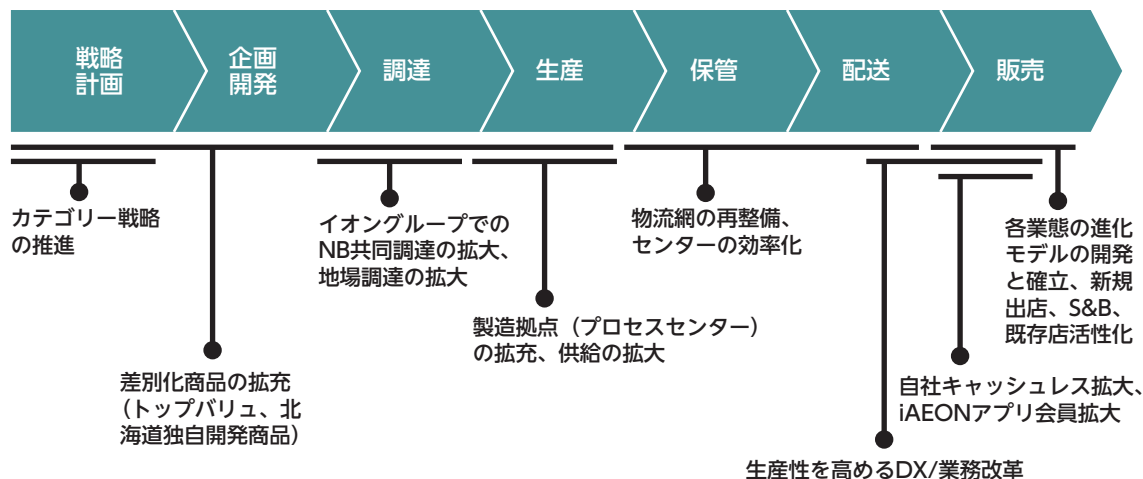 戦略
計画
企画
開発
調達
生産
保管
配送
販売
カテゴリー戦略
の推進
差別化商品の拡充
（トップバリュ、北
海道独自開発商品）
イオングループでの
NB共同調達の拡大、
地場調達の拡大
製造拠点（プロセスセンター）
の拡充、供給の拡大
物流網の再整備、
センターの効率化
生産性を高めるDX/業務改革
自社キャッシュレス拡大、
iAEONアプリ会員拡大
各業態の進化
モデルの開発
と確立、新規
出店、S&B、
既存店活性化